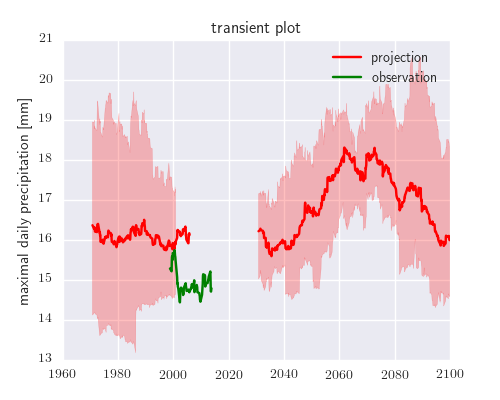 transient plot
maximal daily precipitation [mm]
21
20
19
18
17
16
15
14
13
projection
observation
1960 1980 2000 2020 2040 2060 2080 2100